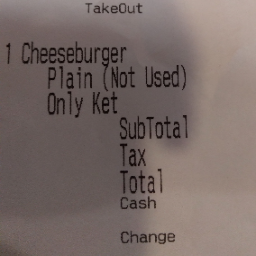 TakeOut
1 Cheeseburger
Plain (Not Used)
Only Ket
SubTotal
Tax
Total
Cash
Change